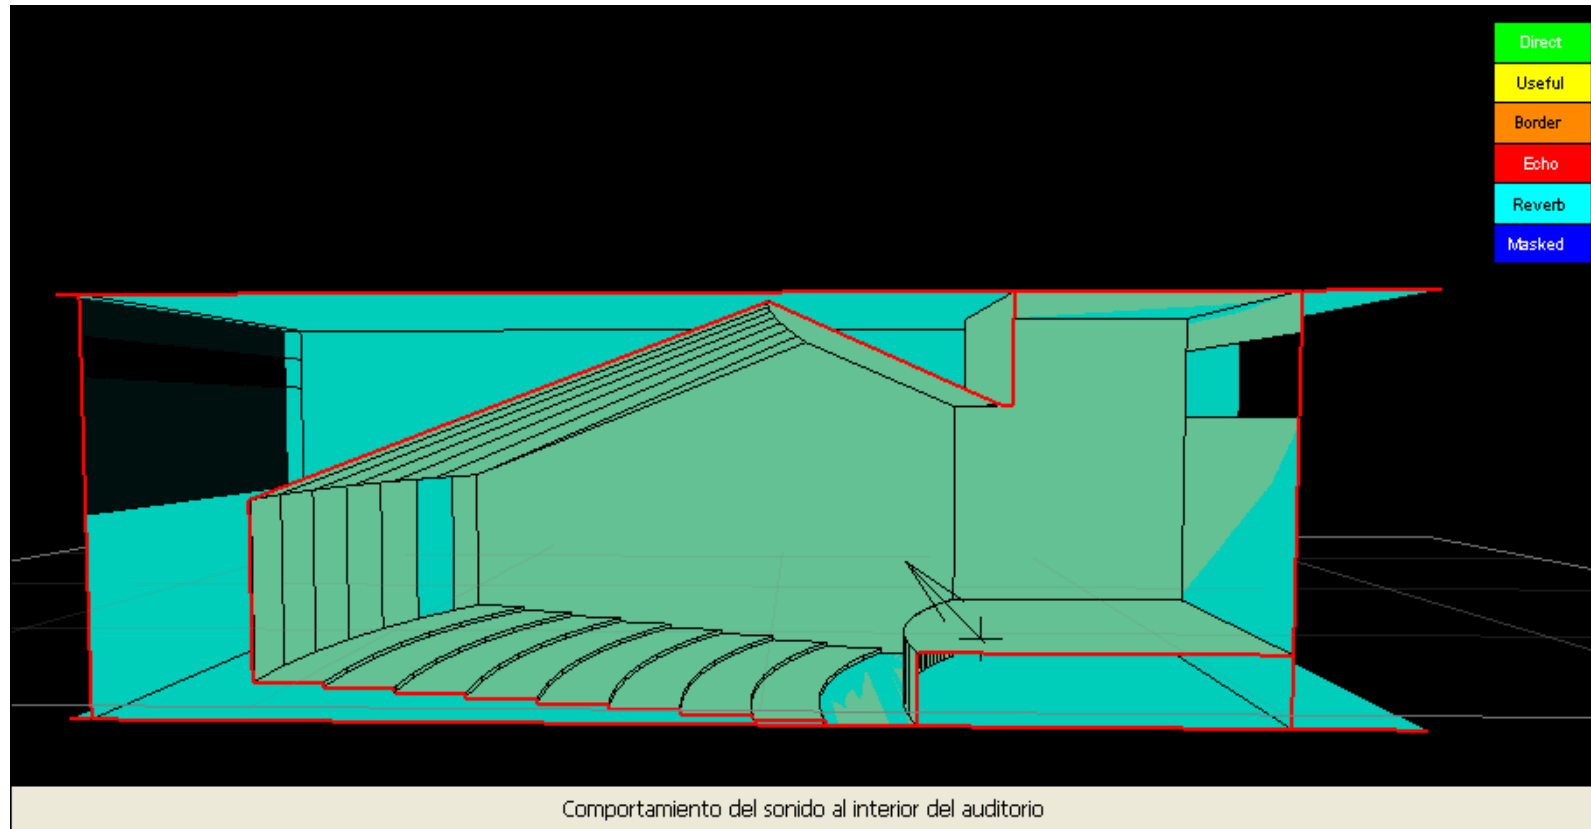 Direct
Useful
Border
Echo
Reverb
Masked
Comportamiento del sonido al interior del auditorio